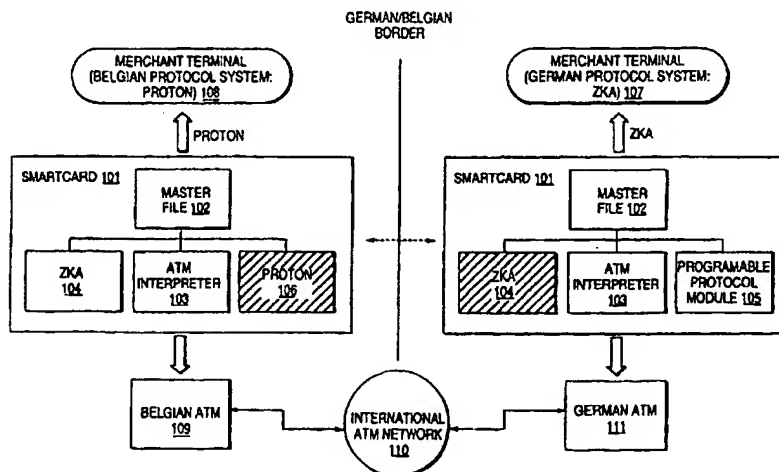 GERMAN/BELGIAN
BORDER
MERCHANT TERMINAL
(BELGIAN PROTOCOL SYSTEM:
PROTON) 108
MERCHANT TERMINAL
(GERMAN PROTOCOL SYSTEM:
ZKA) 107
PROTON
ZKA
SMARTCARD 101
MASTER
FILE 102
ZKA
104
ATM
INTERPRETER
103
PROTON
106
SMARTCARD 101
MASTER
FILE 102
ZKA
104
ATM
INTERPRETER
103
PROGRAMABLE
PROTOCOL
MODULE 105
BELGIAN ATM
109
INTERNATIONAL
ATM NETWORK
110
GERMAN ATM
111